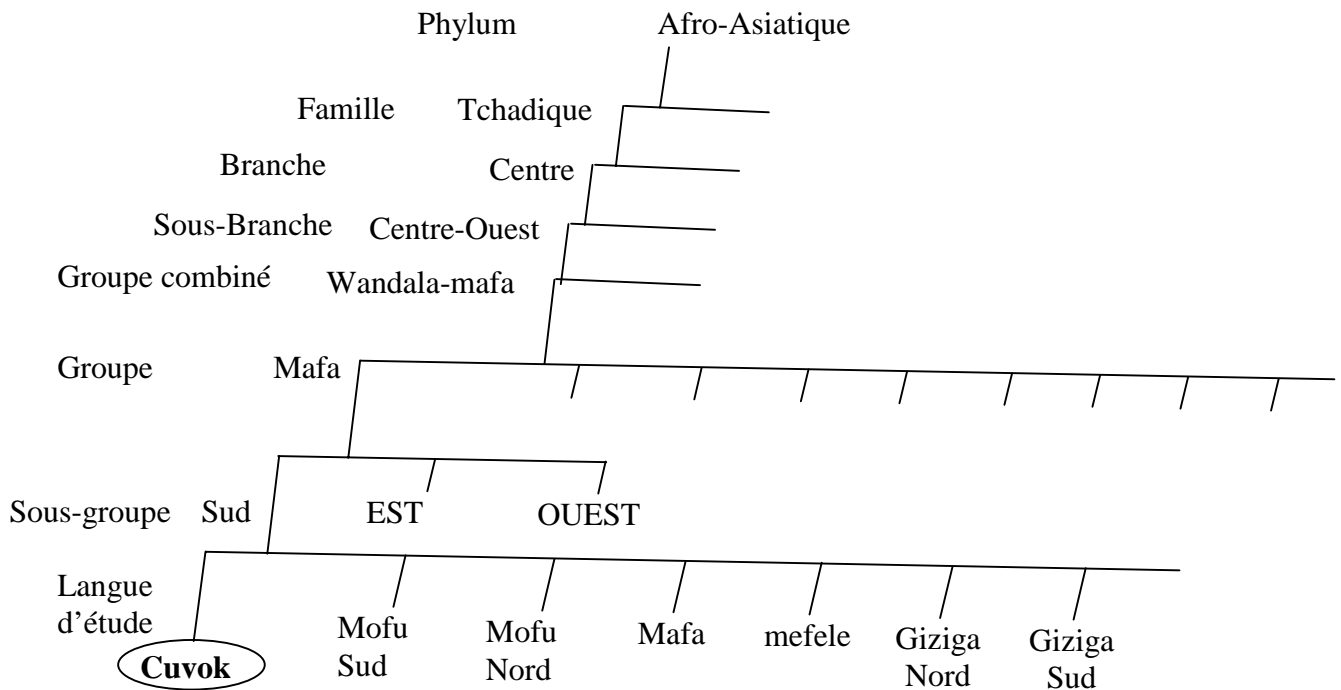 Phylum Afro-Asiatique
Famille Tchadique
Branche Centre
Sous-Branche Centre-Ouest
Groupe combiné Wandala-mafa
Groupe Mafa
Sous-groupe Sud EST OUEST
Langue
d'étude
Cuvok
Mofu
Sud
Mofu
Nord
Mafa
mefele
Giziga
Nord
Giziga
Sud